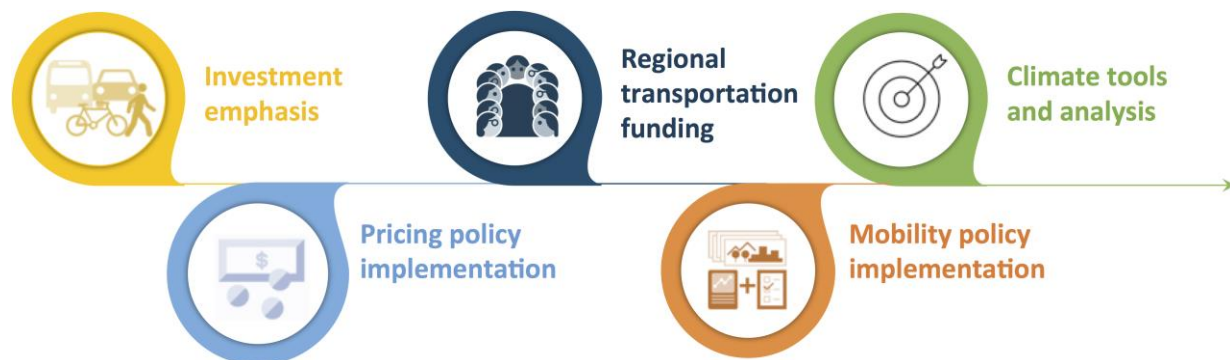 Investment
emphasis
Pricing policy
implementation
$
Regional
transportation
funding
Mobility policy
implementation
Climate tools
and analysis